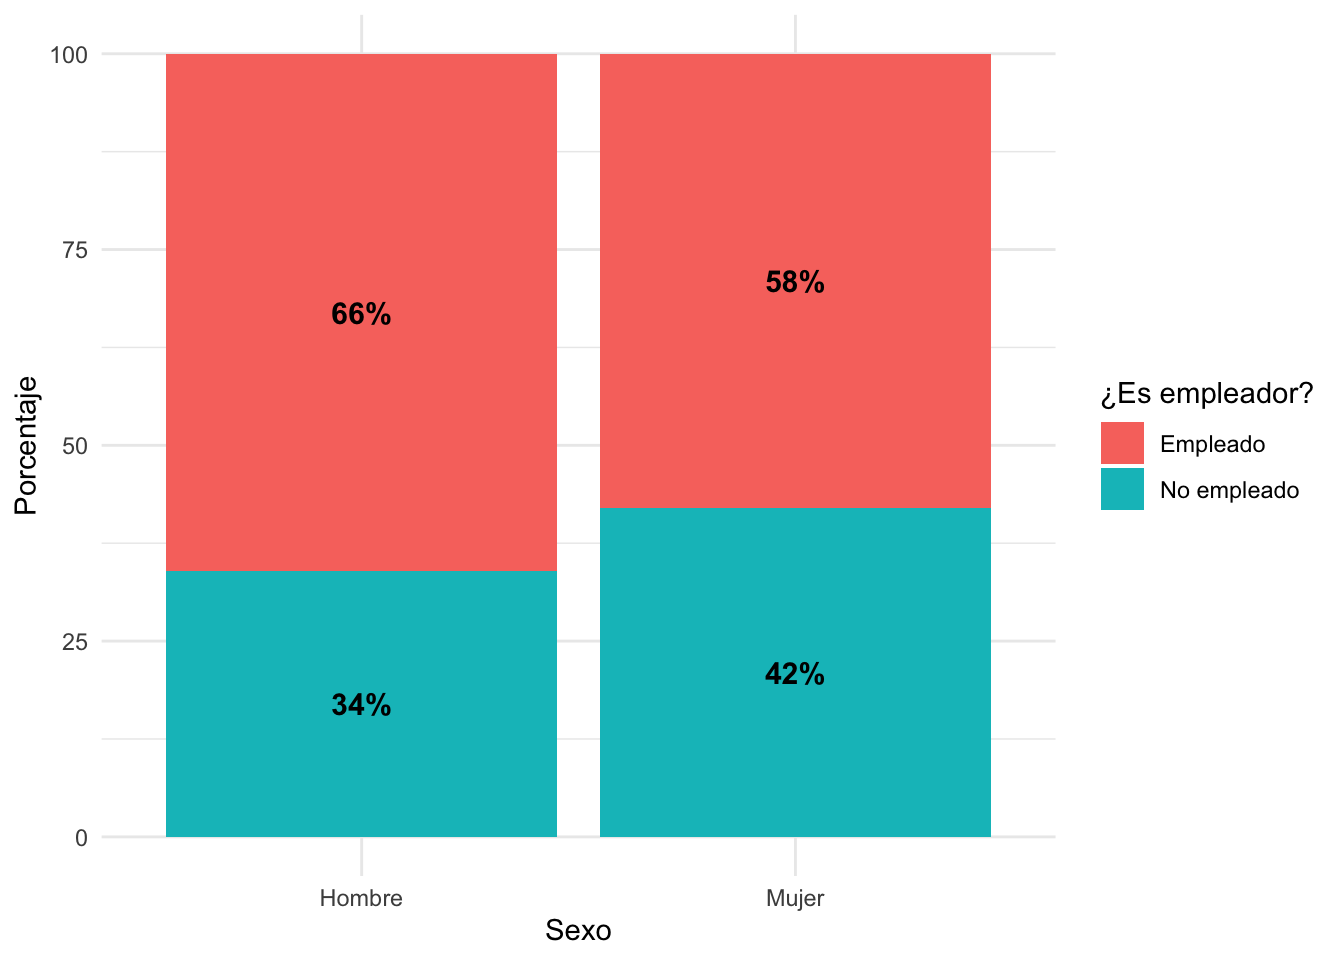 100
75
50
25
0
Porcentaje
66%
58%
34%
42%
Hombre
Mujer
Sexo
¿Es empleador?
Empleado
No empleado